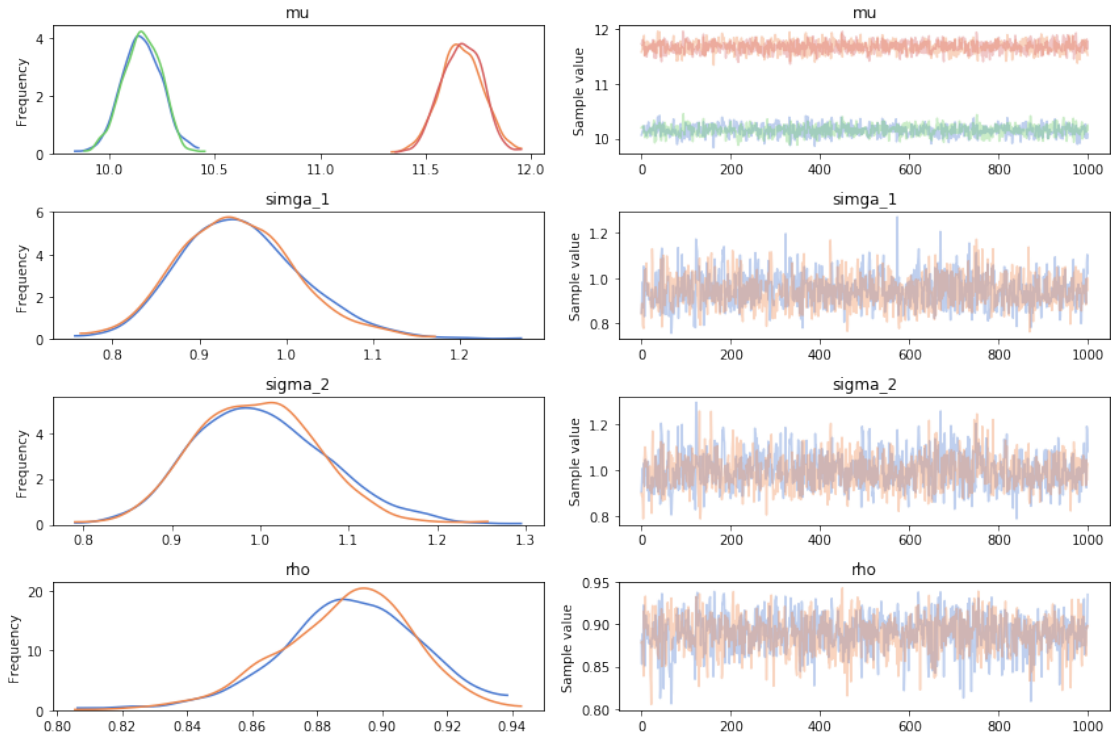 mu
Frequency
4
2
0
10.0 10.5 11.0 11.5 12.0
mu
Sample value
12
11
10
0 200 400 600 800 1000
simga_1
Frequency
6
4
2
0
0.8 0.9 1.0 1.1 1.2
simga_1
Sample value
1.2
1.0
0.8
0 200 400 600 800 1000
sigma_2
Frequency
4
2
0
0.8 0.9 1.0 1.1 1.2 1.3
sigma_2
Sample value
1.2
1.0
0.8
0 200 400 600 800 1000
rho
Frequency
20
10
0
0.80 0.82 0.84 0.86 0.88 0.90 0.92 0.94
rho
Sample value
0.95
0.90
0.85
0.80
0 200 400 600 800 1000